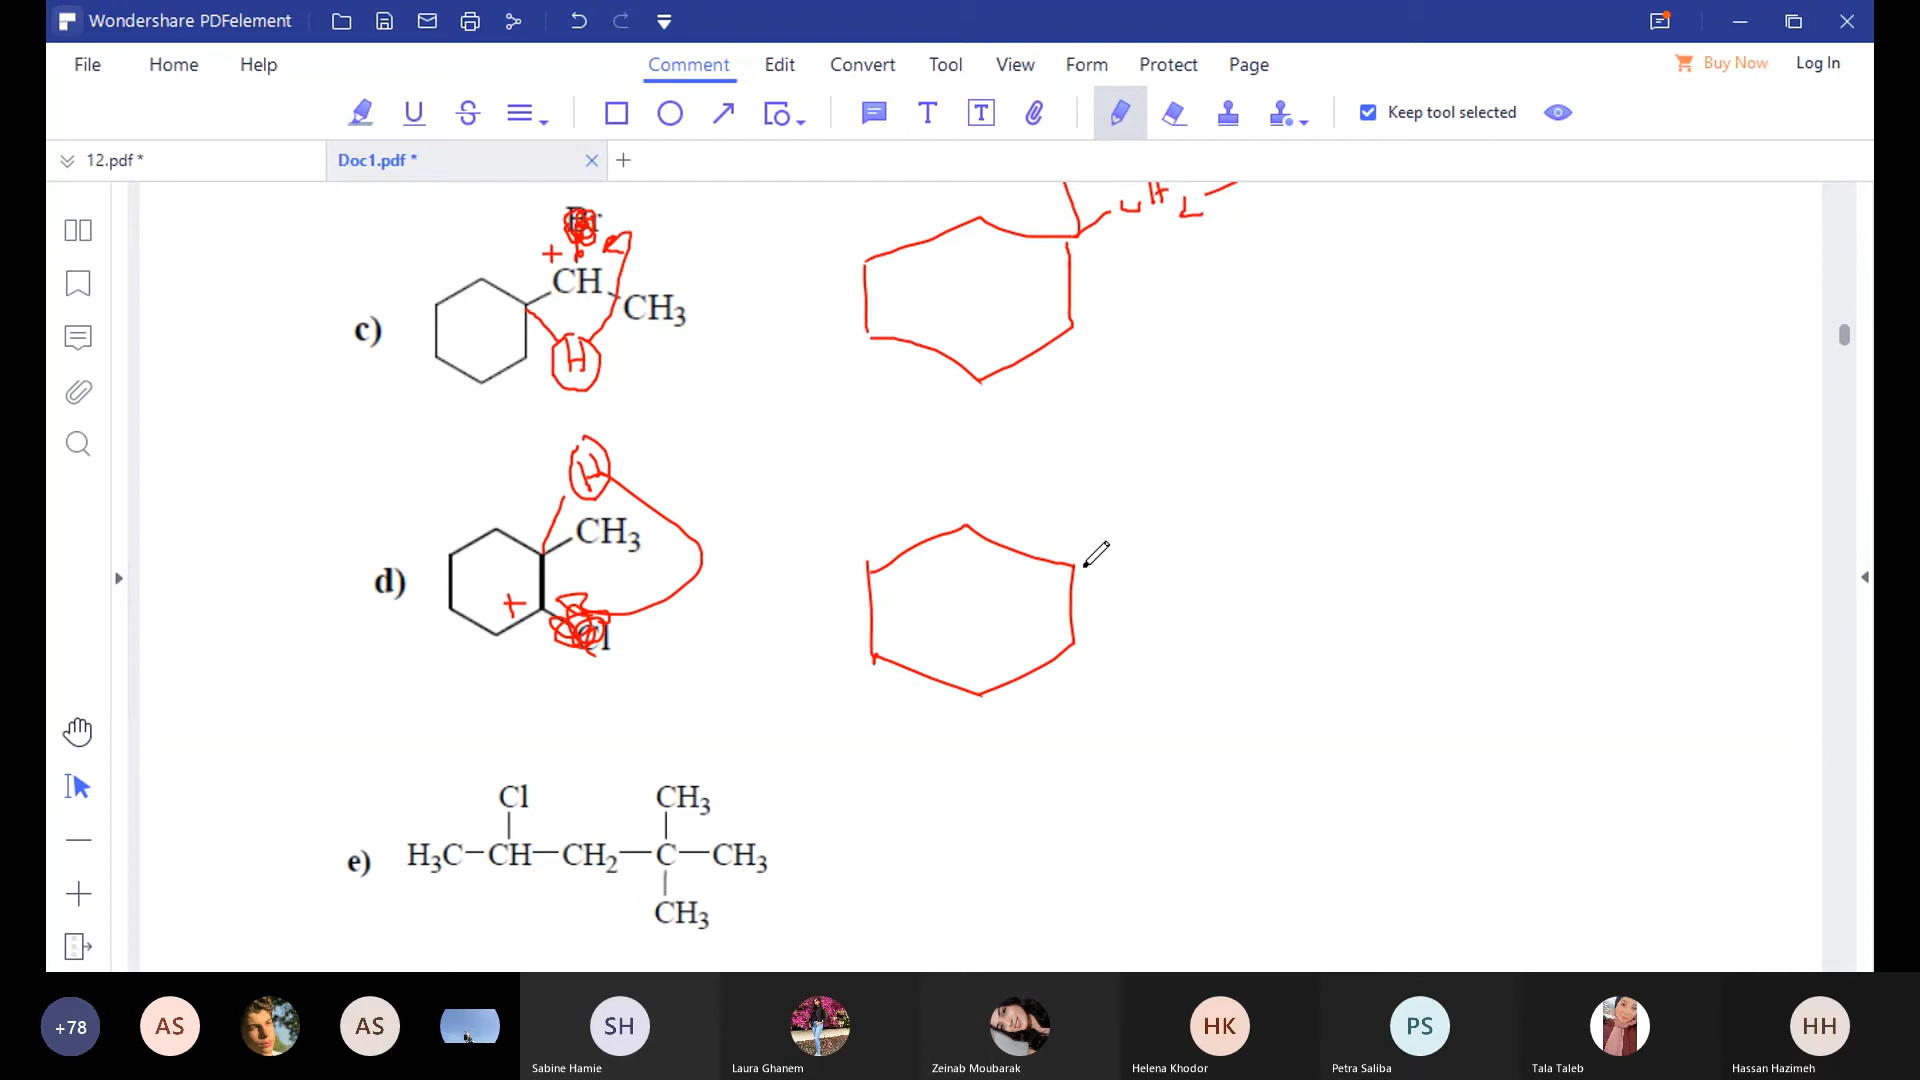 Wondershare PDFelement
File Home Help Comment Edit Convert Tool View Form Protect Page Buy Now Log In
Keep tool selected
12.pdf * Doc1.pdf *
H2
+
CH
CH3
c)
H
H
CH3
d)
+
Cl
Cl CH3
e) H3C-CH-CH2-C-CH3
CH3
+78 AS AS SH HK PS HH
Sabine Hamie Laura Ghanem Zeinab Moubarak Helena Khodor Petra Saliba Tala Taleb Hassan Hazimeh